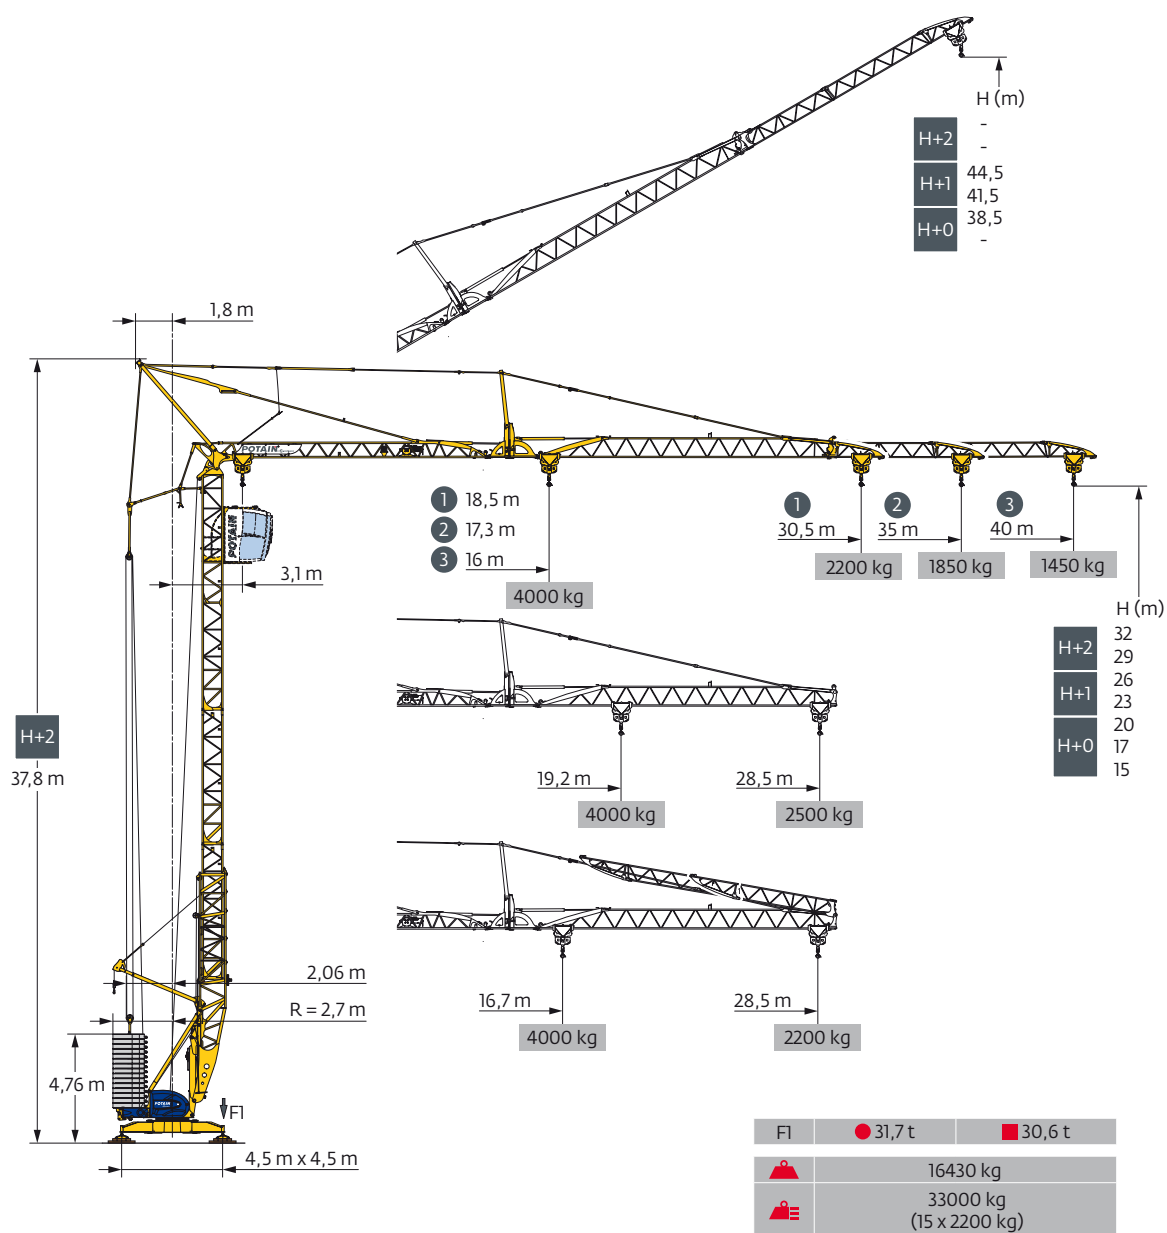 H (m)
H+2
-
-
H+1
44,5
41,5
H+0
38,5
-
1,8 m
POTAIN
POTAIN
1 18,5 m
2 17,3 m
3 16 m
4000 kg
1
30,5 m
2200 kg
2
35 m
1850 kg
3
40 m
1450 kg
3,1 m
H (m)
H+2
32
29
H+1
26
23
H+0
20
17
15
H+2
37,8 m
19,2 m
4000 kg
28,5 m
2500 kg
2,06 m
R = 2,7 m
16,7 m
4000 kg
28,5 m
2200 kg
4,76 m
POTAIN
F1
4,5 m x 4,5 m
F1 31,7 t 30,6 t
16430 kg
33000 kg
(15 x 2200 kg)